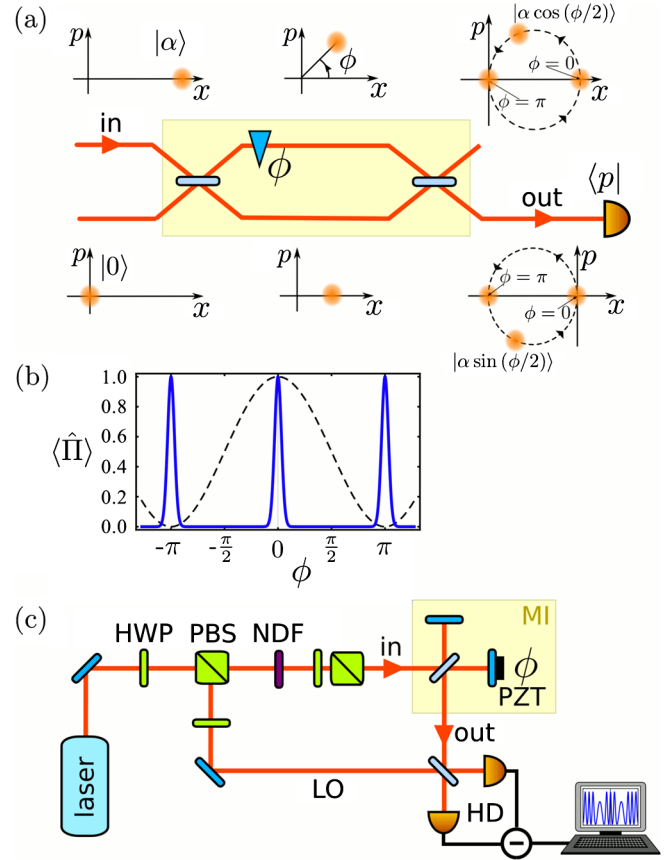 (a)
p
|α⟩
x
ϕ
x
|α cos (ϕ/2)⟩
p
ϕ = 0
ϕ = π
x
in
ϕ
out
⟨p|
p
|0⟩
x
x
p
ϕ = π
ϕ = 0
x
|α sin (ϕ/2)⟩
(b)
⟨Π̂⟩
1.0
0.8
0.6
0.4
0.2
0.0
-π
-π/2
0
π/2
π
ϕ
(c)
MI
HWP PBS NDF
in
ϕ
PZT
out
laser
LO
HD
−